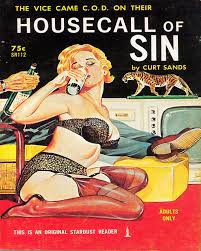 THE VICE CAME C.O.D. ON THEIR
HOUSECALL OF
SIN
75¢
SR112
by CURT SANDS
ADULTS
ONLY
THIS IS AN ORIGINAL STARDUST READER